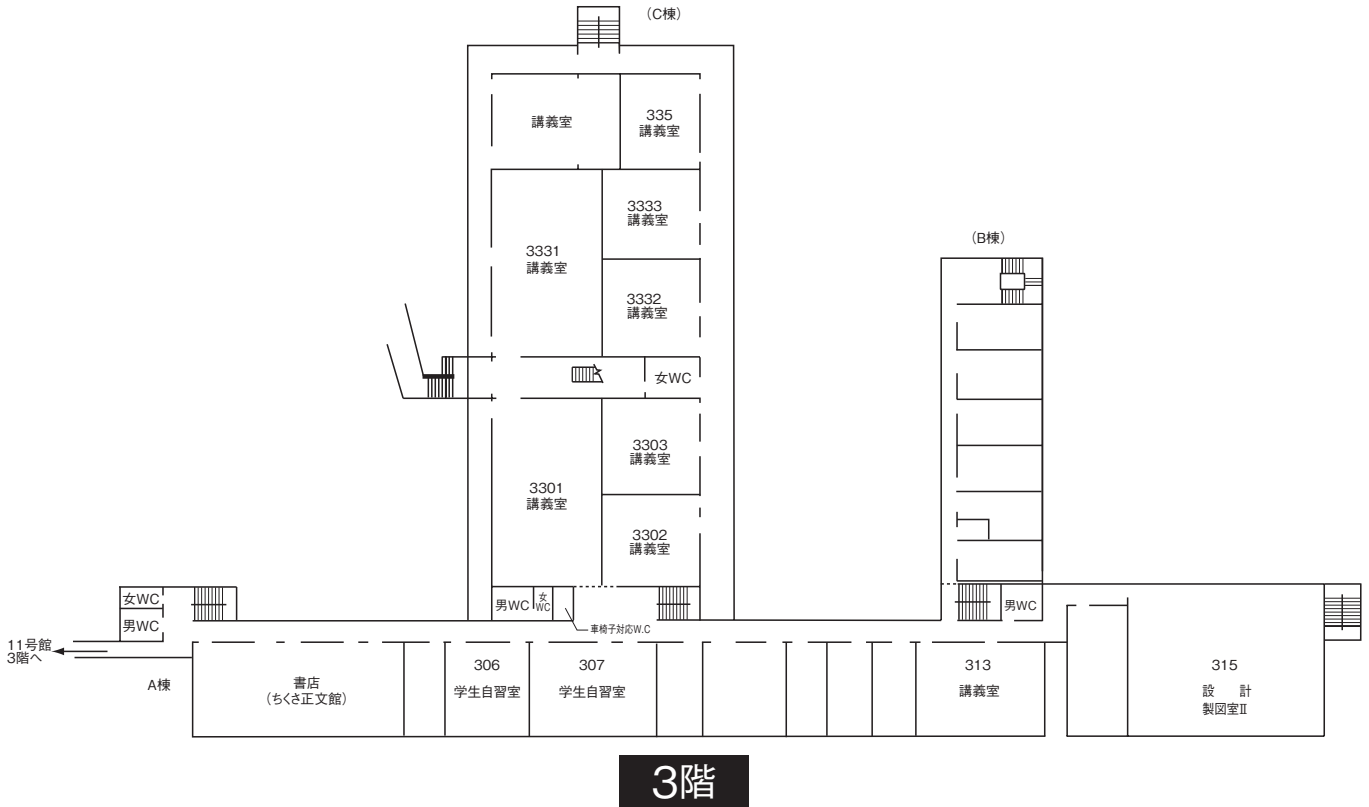 (C棟)
講義室
335
講義室
3333
講義室
3331
講義室
(B棟)
3332
講義室
女WC
3303
講義室
3301
講義室
3302
講義室
女WC
男WC
女
WC
男WC
男WC
車椅子対応W.C
11号館
3階へ
A棟
書店
(ちくさ正文館)
306
学生自習室
307
学生自習室
313
講義室
315
設 計
製図室Ⅱ
3階